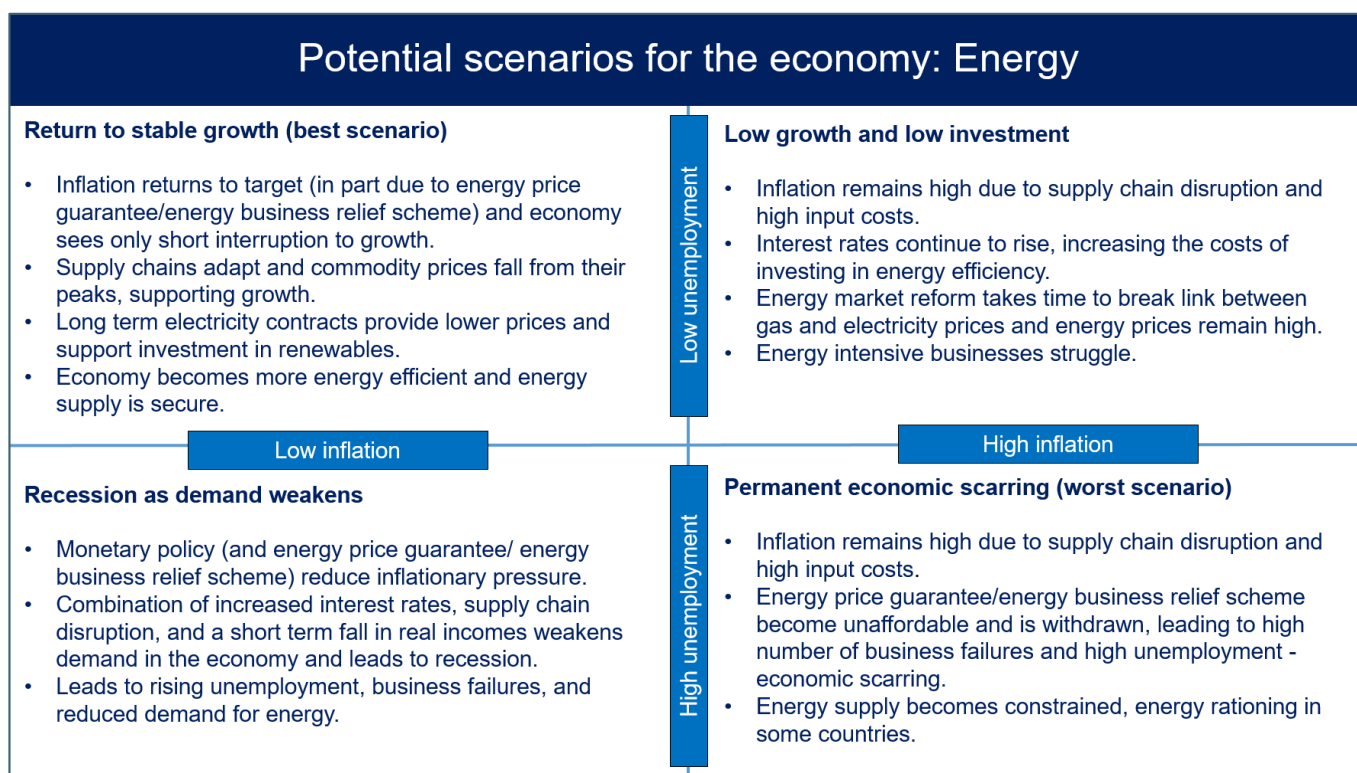 Potential scenarios for the economy: Energy
Return to stable growth (best scenario)
• Inflation returns to target (in part due to energy price
guarantee/energy business relief scheme) and economy
sees only short interruption to growth.
• Supply chains adapt and commodity prices fall from their
peaks, supporting growth.
• Long term electricity contracts provide lower prices and
support investment in renewables.
• Economy becomes more energy efficient and energy
supply is secure.
Low unemployment
Low growth and low investment
• Inflation remains high due to supply chain disruption and
high input costs.
• Interest rates continue to rise, increasing the costs of
investing in energy efficiency.
• Energy market reform takes time to break link between
gas and electricity prices and energy prices remain high.
• Energy intensive businesses struggle.
Low inflation
High inflation
Recession as demand weakens
• Monetary policy (and energy price guarantee/ energy
business relief scheme) reduce inflationary pressure.
• Combination of increased interest rates, supply chain
disruption, and a short term fall in real incomes weakens
demand in the economy and leads to recession.
• Leads to rising unemployment, business failures, and
reduced demand for energy.
High unemployment
Permanent economic scarring (worst scenario)
• Inflation remains high due to supply chain disruption and
high input costs.
• Energy price guarantee/energy business relief scheme
become unaffordable and is withdrawn, leading to high
number of business failures and high unemployment -
economic scarring.
• Energy supply becomes constrained, energy rationing in
some countries.